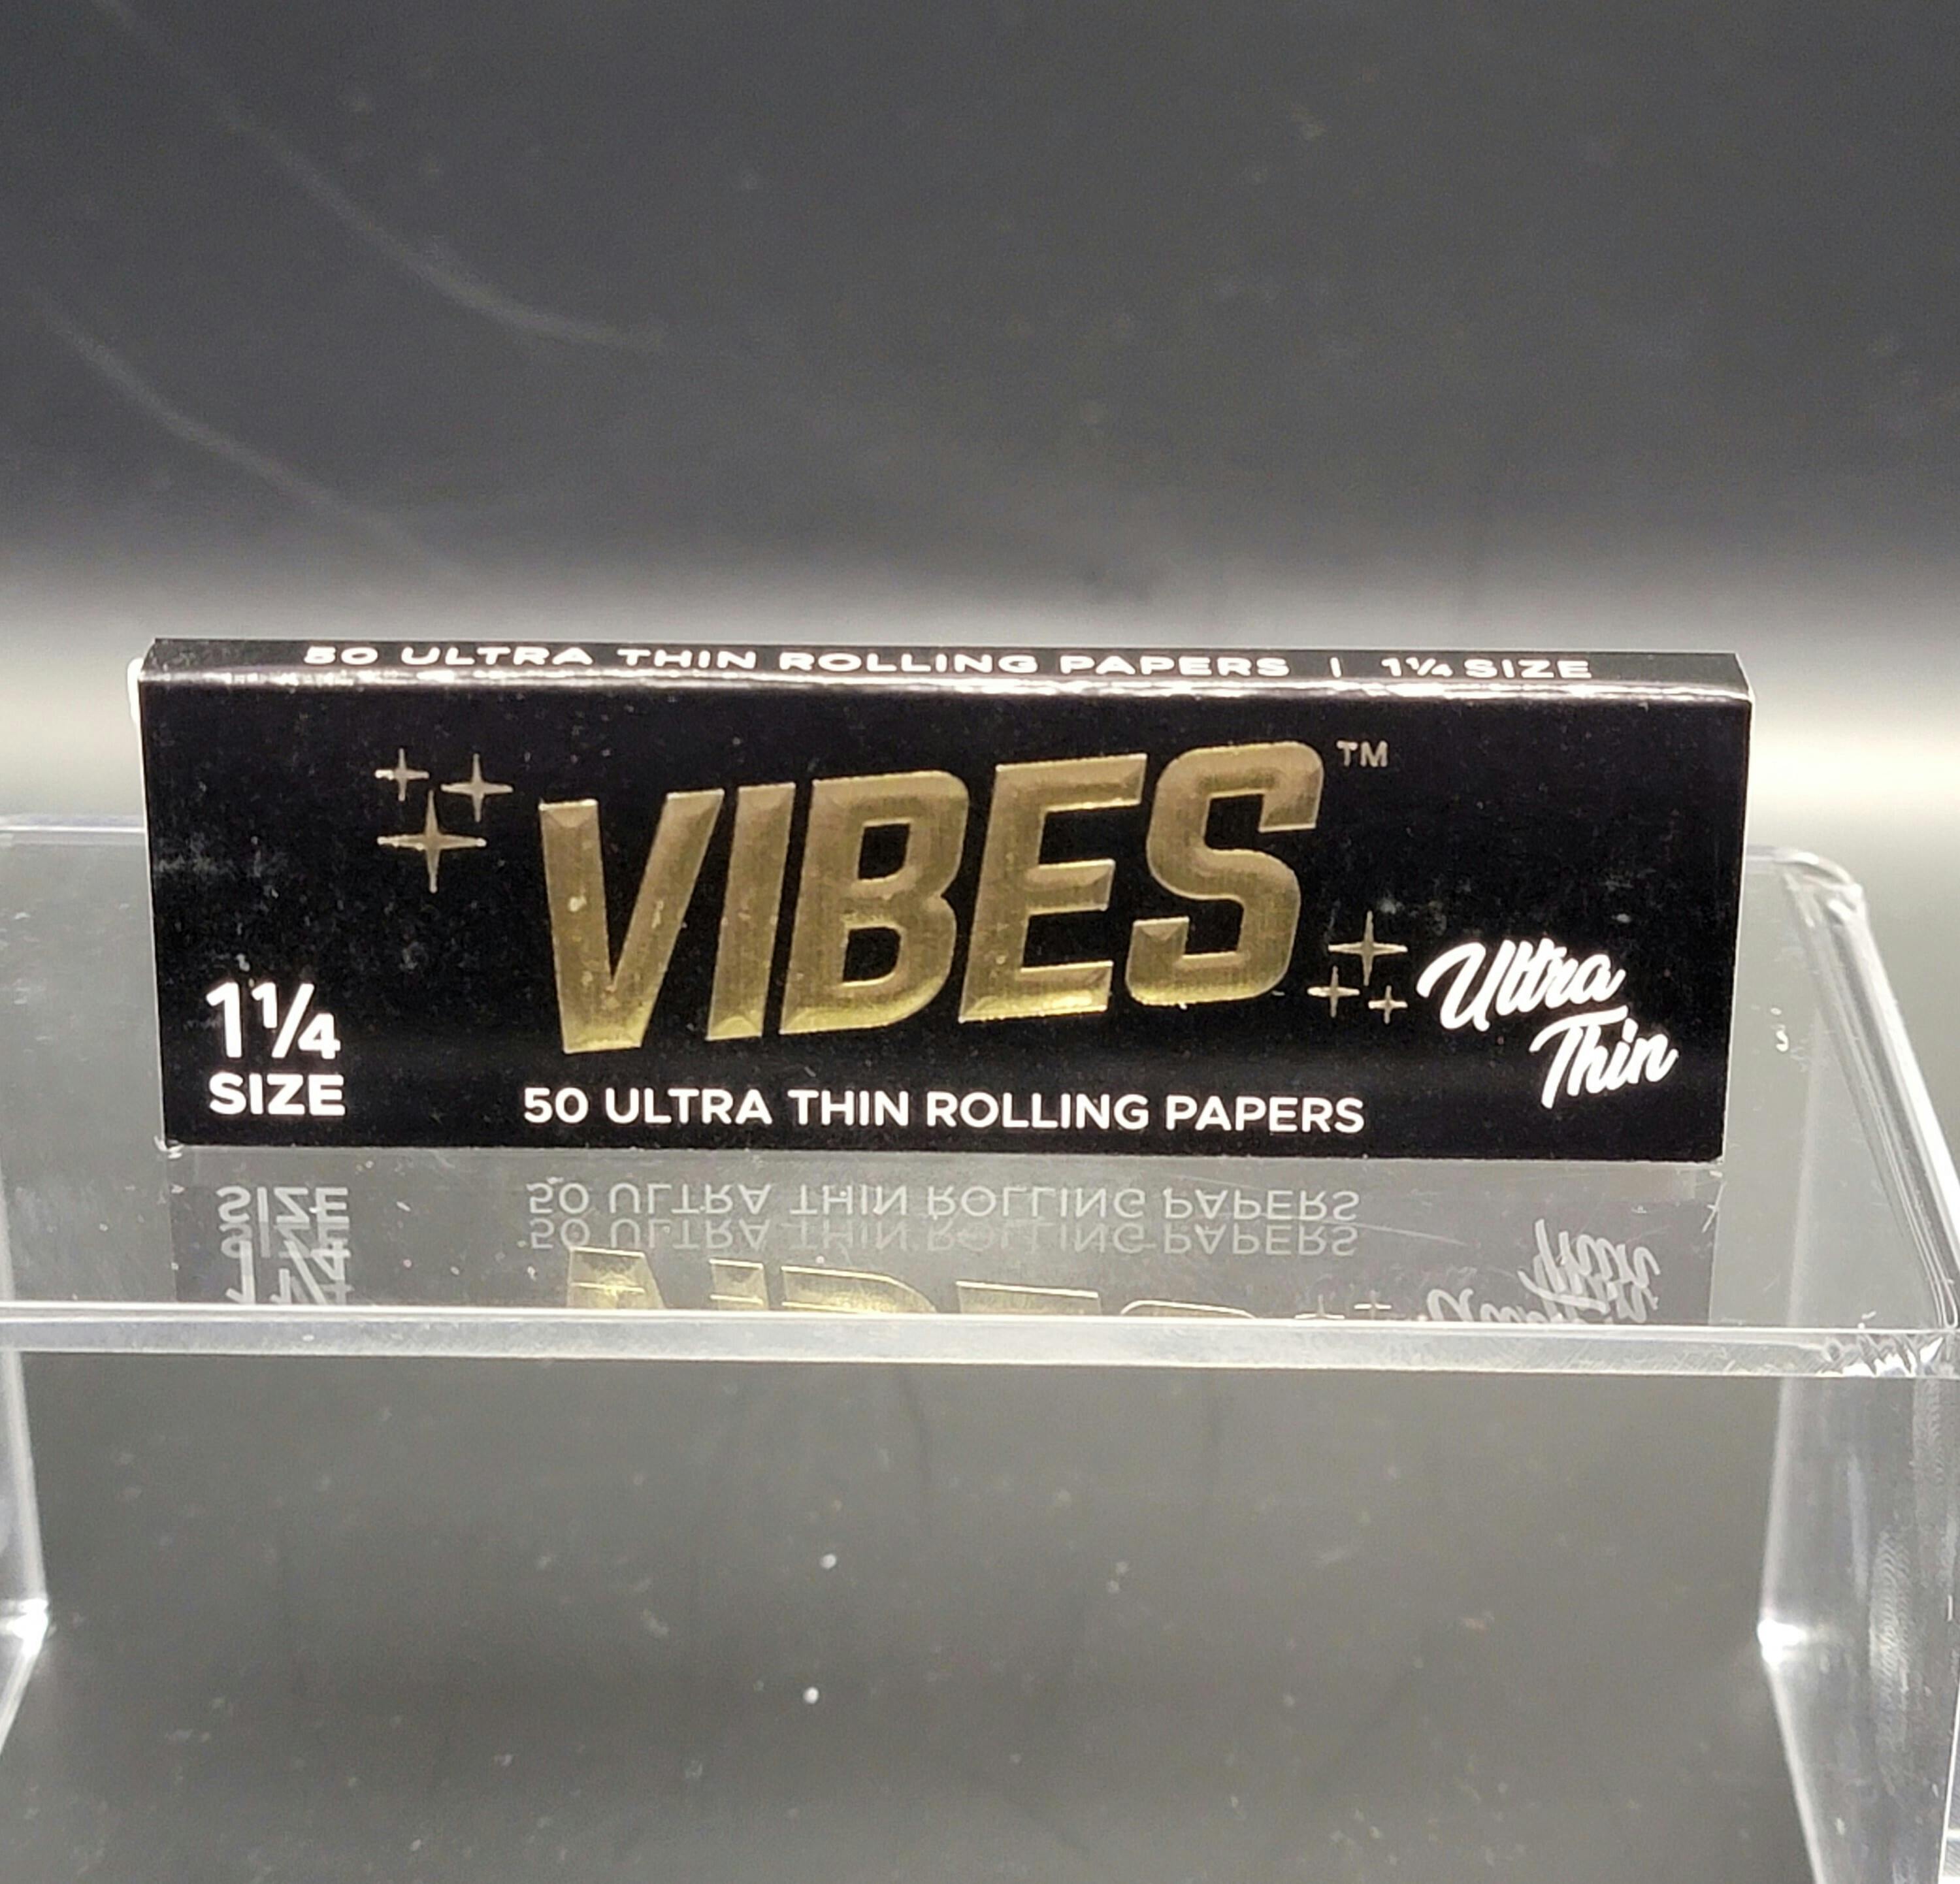 50 ULTRA THIN ROLLING PAPERS | 1¼ SIZE
VIBES™
Ultra
Thin
1¼
SIZE
50 ULTRA THIN ROLLING PAPERS